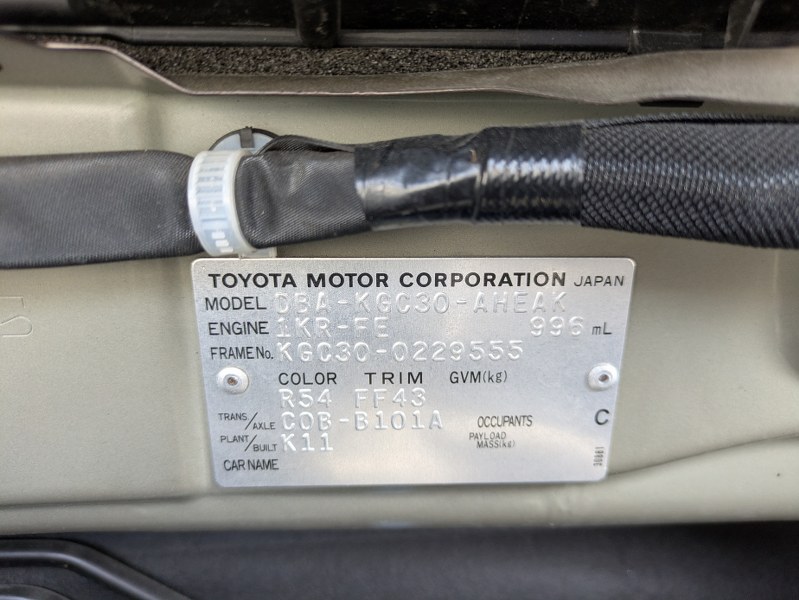 TOYOTA MOTOR CORPORATION JAPAN
MODEL DBA-KGC30-AHEAK
ENGINE 1KR-FE 996 mL
FRAME No. KGC30-0229555
COLOR TRIM GVM(kg)
R54 FF43
TRANS./AXLE C0B-B101A OCCUPANTS C
PLANT/BUILT K11 PAYLOAD MASS(kg)
CAR NAME